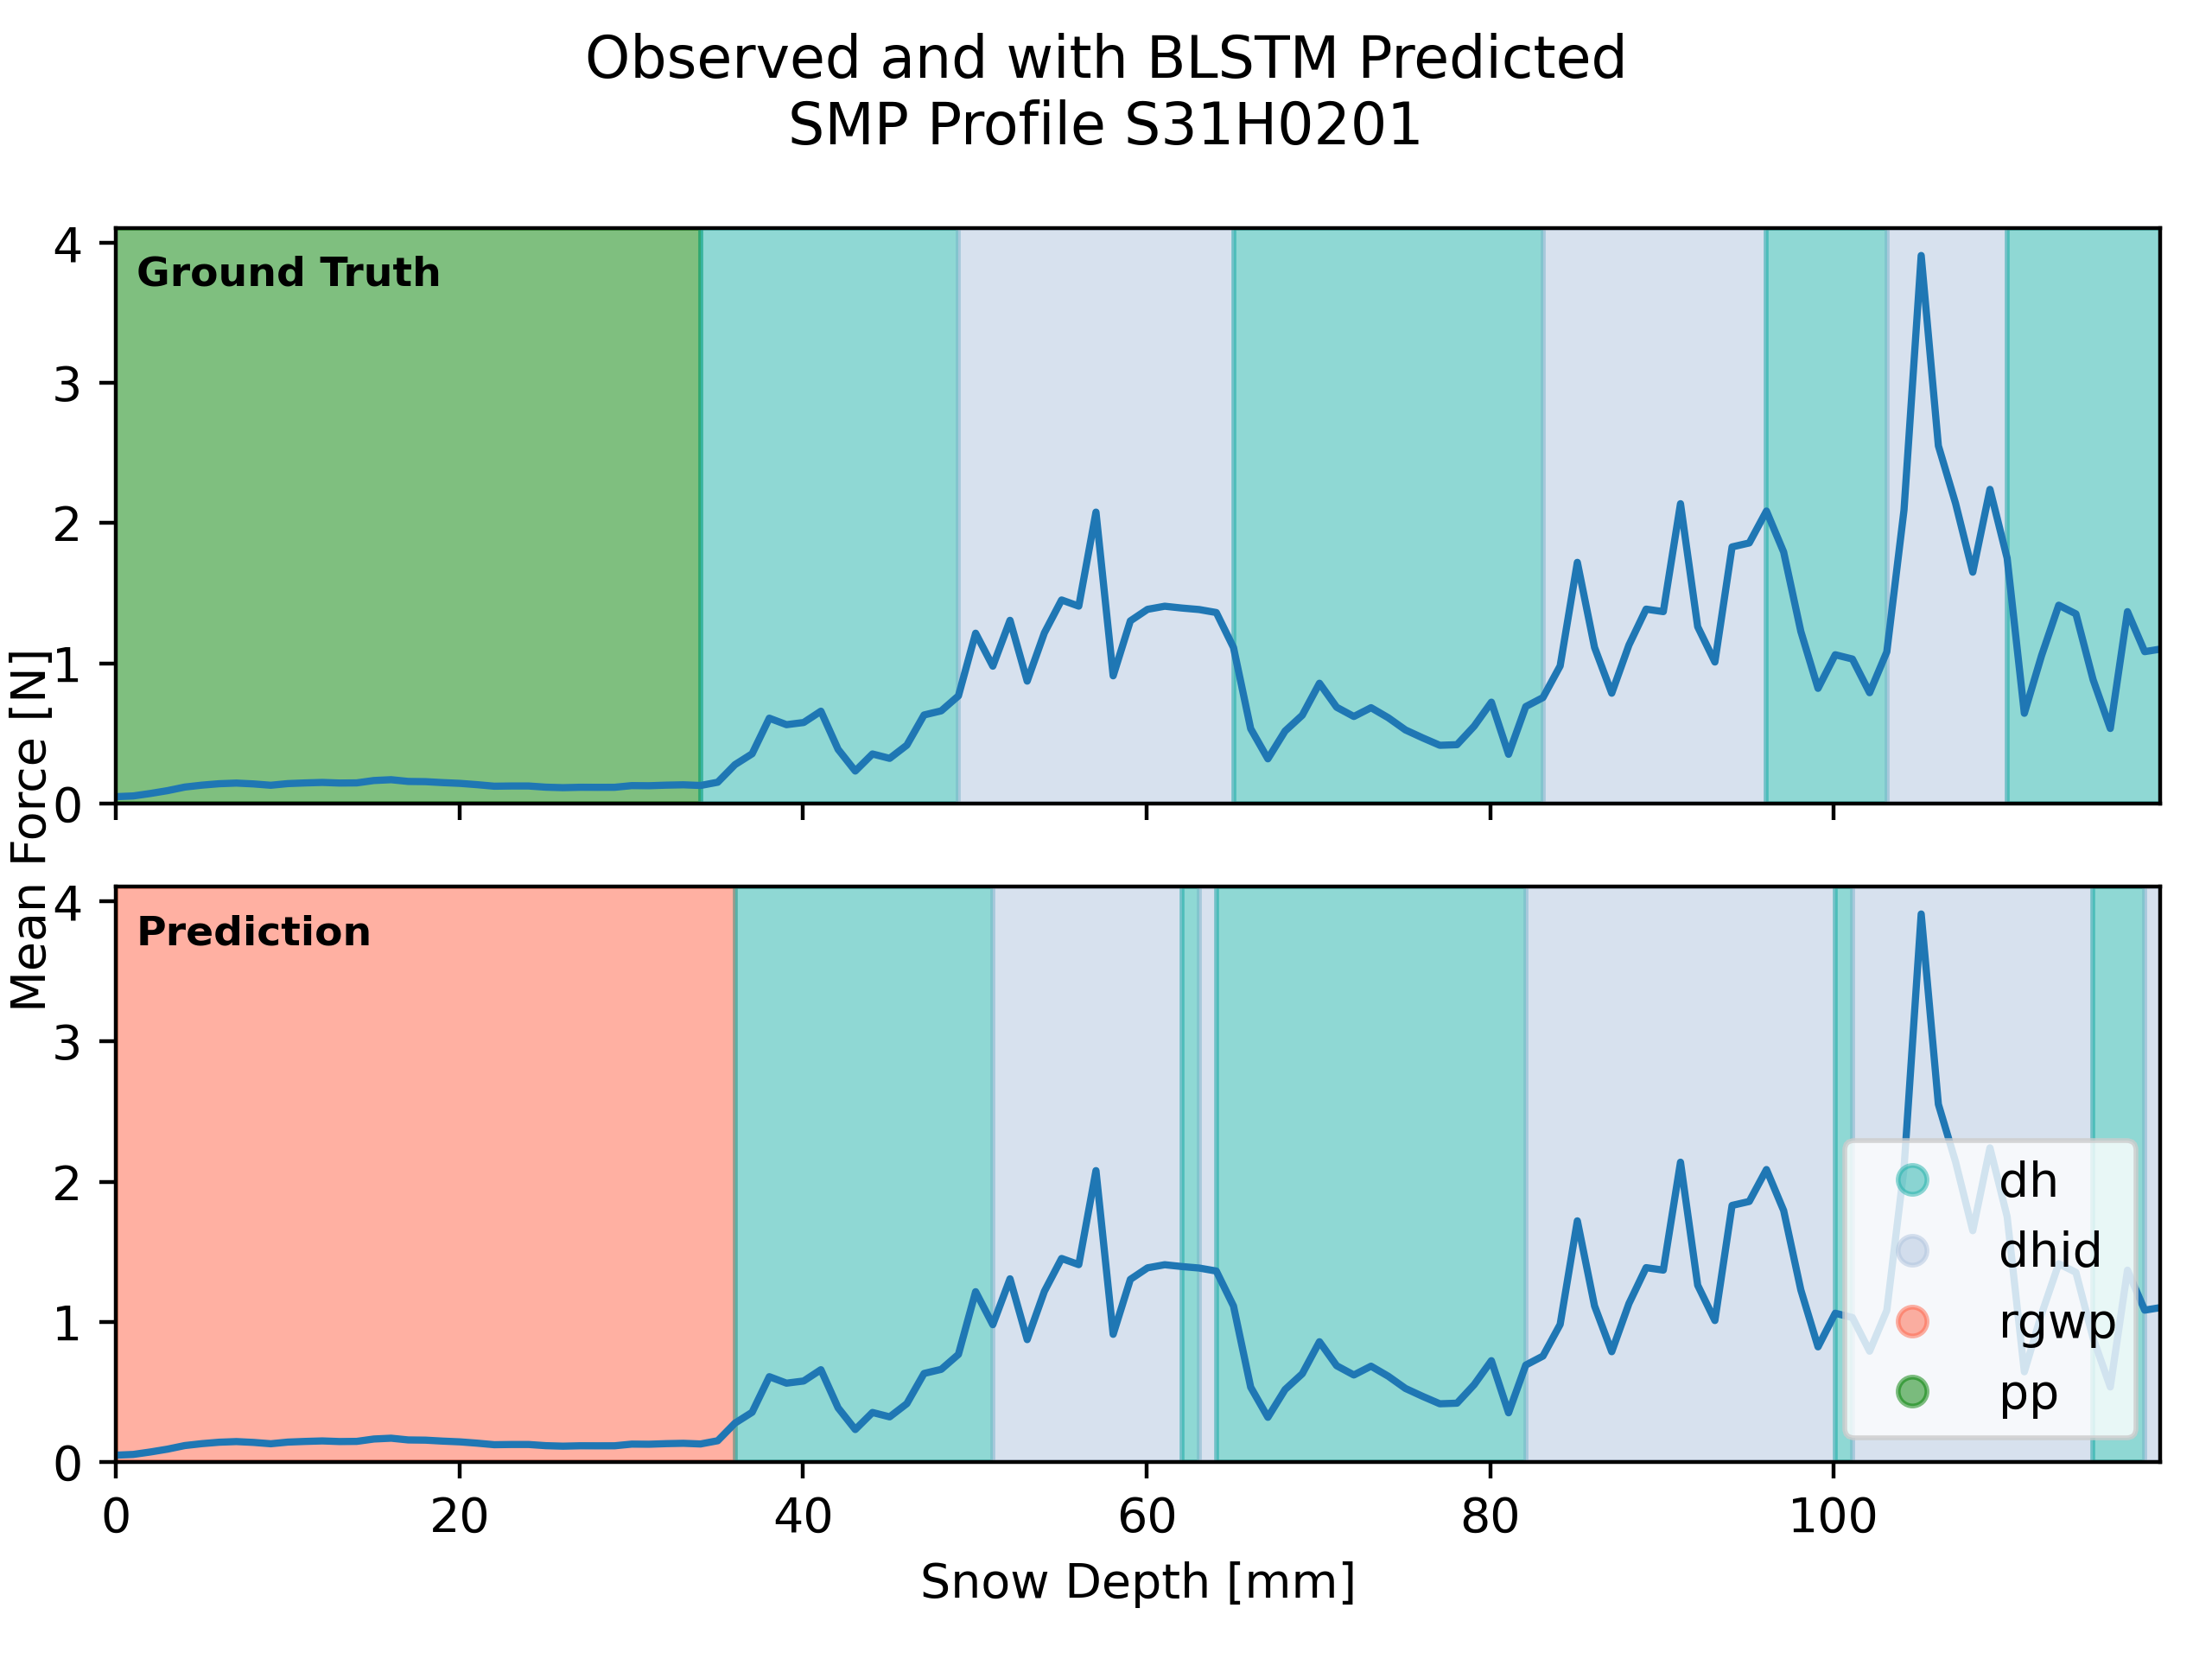 Observed and with BLSTM Predicted
SMP Profile S31H0201
Mean Force [N]
4
Ground Truth
3
2
1
0
4
Prediction
3
2
1
0
dh
dhid
rgwp
pp
0 20 40 60 80 100
Snow Depth [mm]